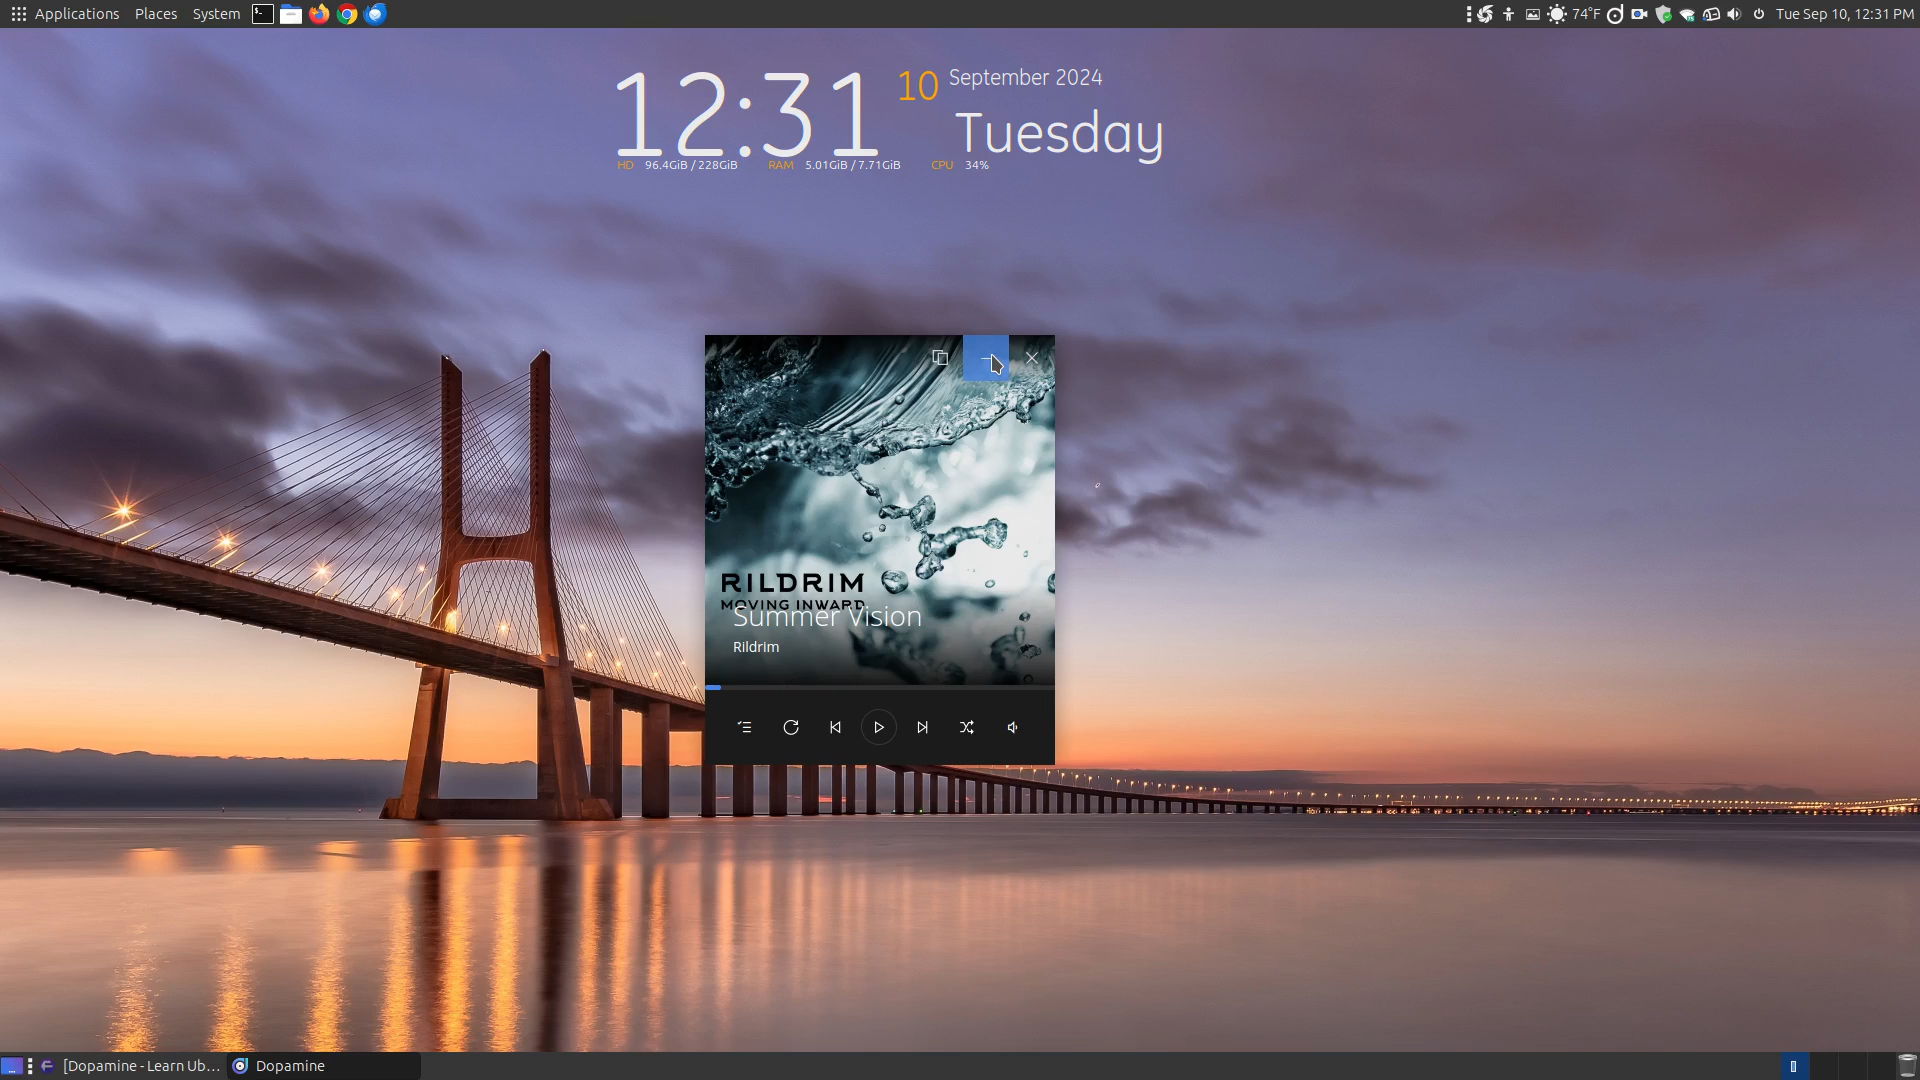 Applications Places System
74°F Tue Sep 10, 12:31 PM
12:31 10 September 2024
Tuesday
HD 96.4GiB / 228GiB RAM 5.01GiB / 7.71GiB CPU 34%
RILDRIM
MOVING INWARD
Summer Vision
Rildrim
[Dopamine - Learn Ub... Dopamine